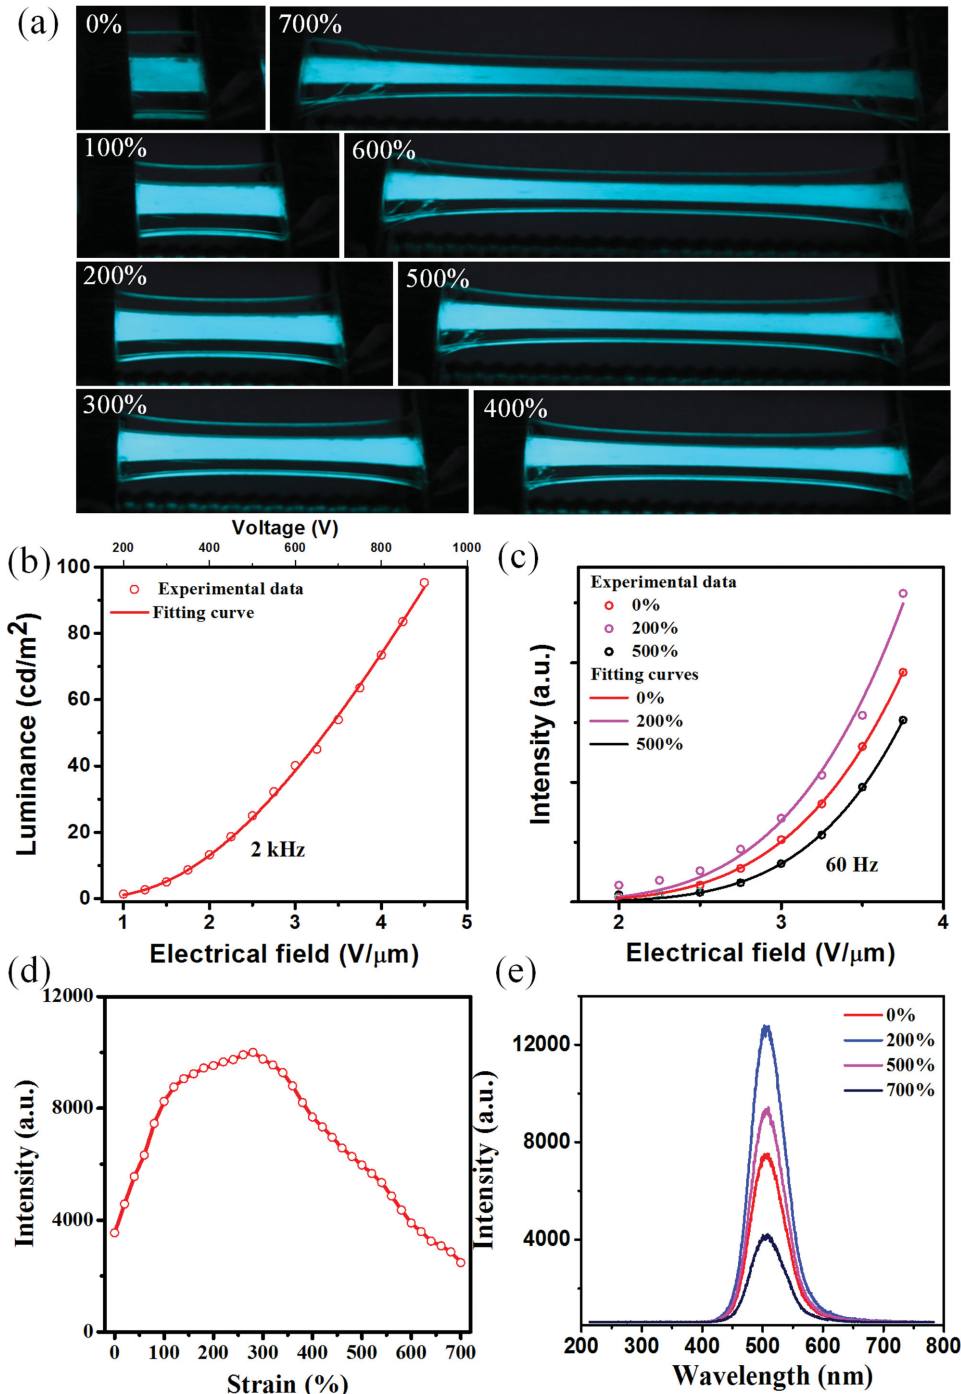 (a)
0%
700%
100%
600%
200%
500%
300%
400%
(b)
Voltage (V)
200 400 600 800 1000
100
80
60
40
20
0
Luminance (cd/m²)
Experimental data
Fitting curve
2 kHz
1 2 3 4 5
Electrical field (V/μm)
(c)
Intensity (a.u.)
Experimental data
0%
200%
500%
Fitting curves
0%
200%
500%
60 Hz
2 3 4
Electrical field (V/μm)
(d)
12000
8000
4000
0
Intensity (a.u.)
0 100 200 300 400 500 600 700
Strain (%)
(e)
Intensity (a.u.)
12000
8000
4000
0%
200%
500%
700%
200 300 400 500 600 700 800
Wavelength (nm)